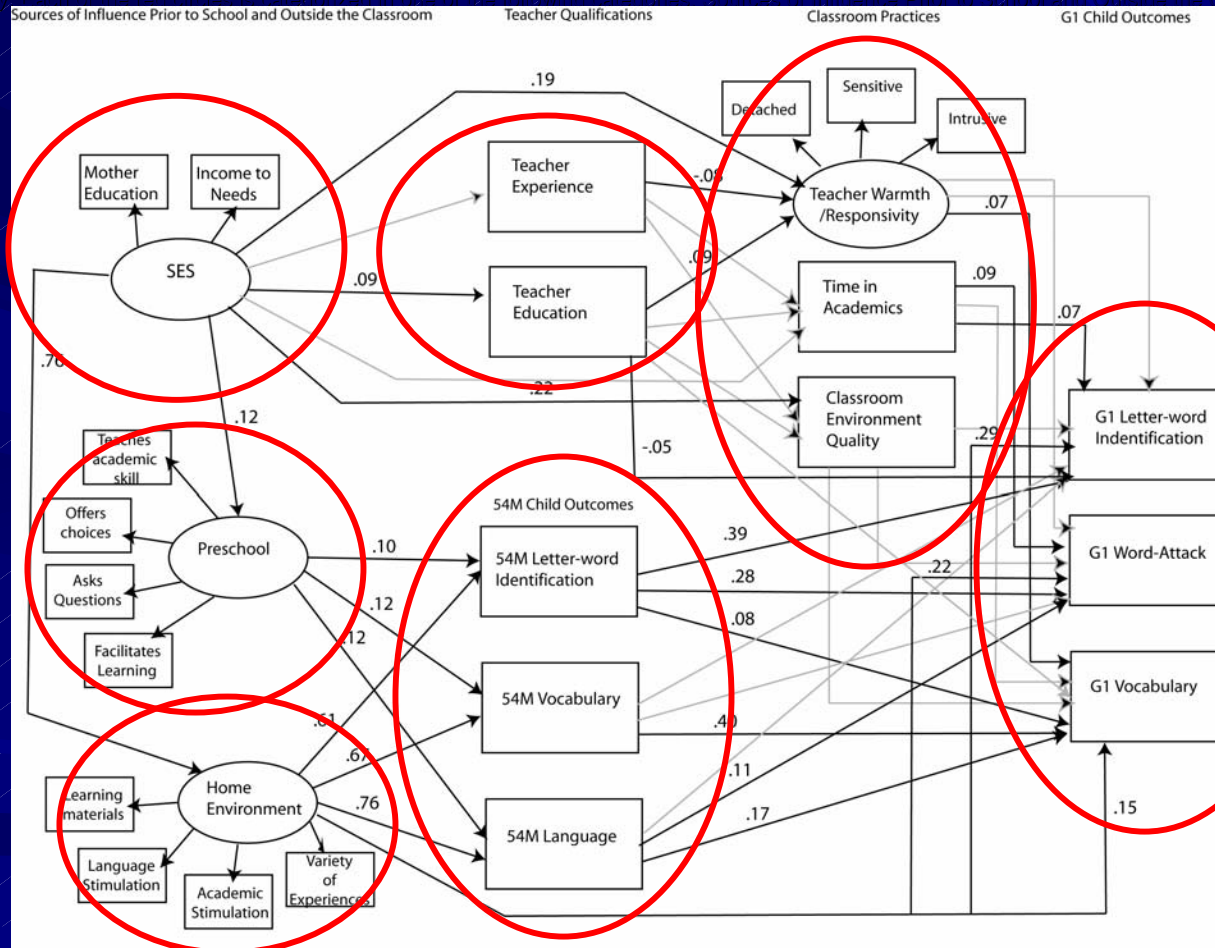 Sources of Influence Prior to School and Outside the Classroom
Teacher Qualifications
Classroom Practices
G1 Child Outcomes
Mother
Education
Income to
Needs
SES
.19
.09
.22
.76
.12
Teacher
Experience
Teacher
Education
-.08
.09
-.05
Detached
Sensitive
Intrusive
Teacher Warmth
/Responsivity
.07
Time in
Academics
.09
.07
Classroom
Environment
Quality
.29
G1 Letter-word
Indentification
G1 Word-Attack
G1 Vocabulary
Teaches
academic
skill
Offers
choices
Asks
Questions
Facilitates
Learning
Preschool
.10
.12
.12
54M Child Outcomes
54M Letter-word
Identification
54M Vocabulary
54M Language
.39
.28
.08
.22
.40
.11
.17
.15
.61
.67
.76
Home
Environment
Learning
materials
Language
Stimulation
Academic
Stimulation
Variety
of
Experiences